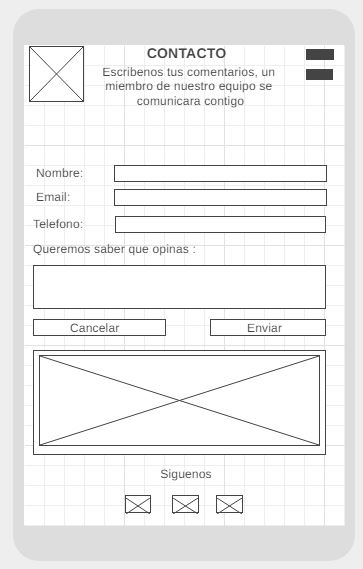 CONTACTO
Escribenos tus comentarios, un
miembro de nuestro equipo se
comunicara contigo
Nombre:
Email:
Telefono:
Queremos saber que opinas :
Cancelar
Enviar
Siguenos